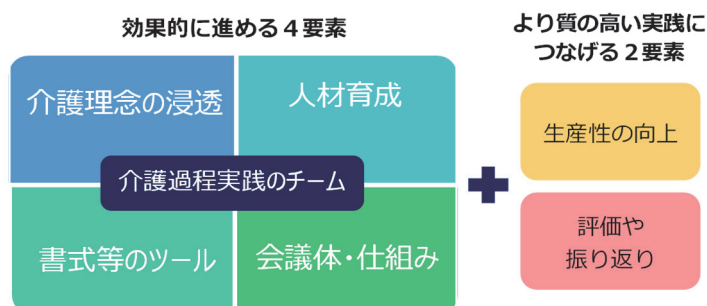 効果的に進める４要素
介護理念の浸透
人材育成
介護過程実践のチーム
書式等のツール
会議体・仕組み
より質の高い実践に
つなげる２要素
生産性の向上
評価や
振り返り